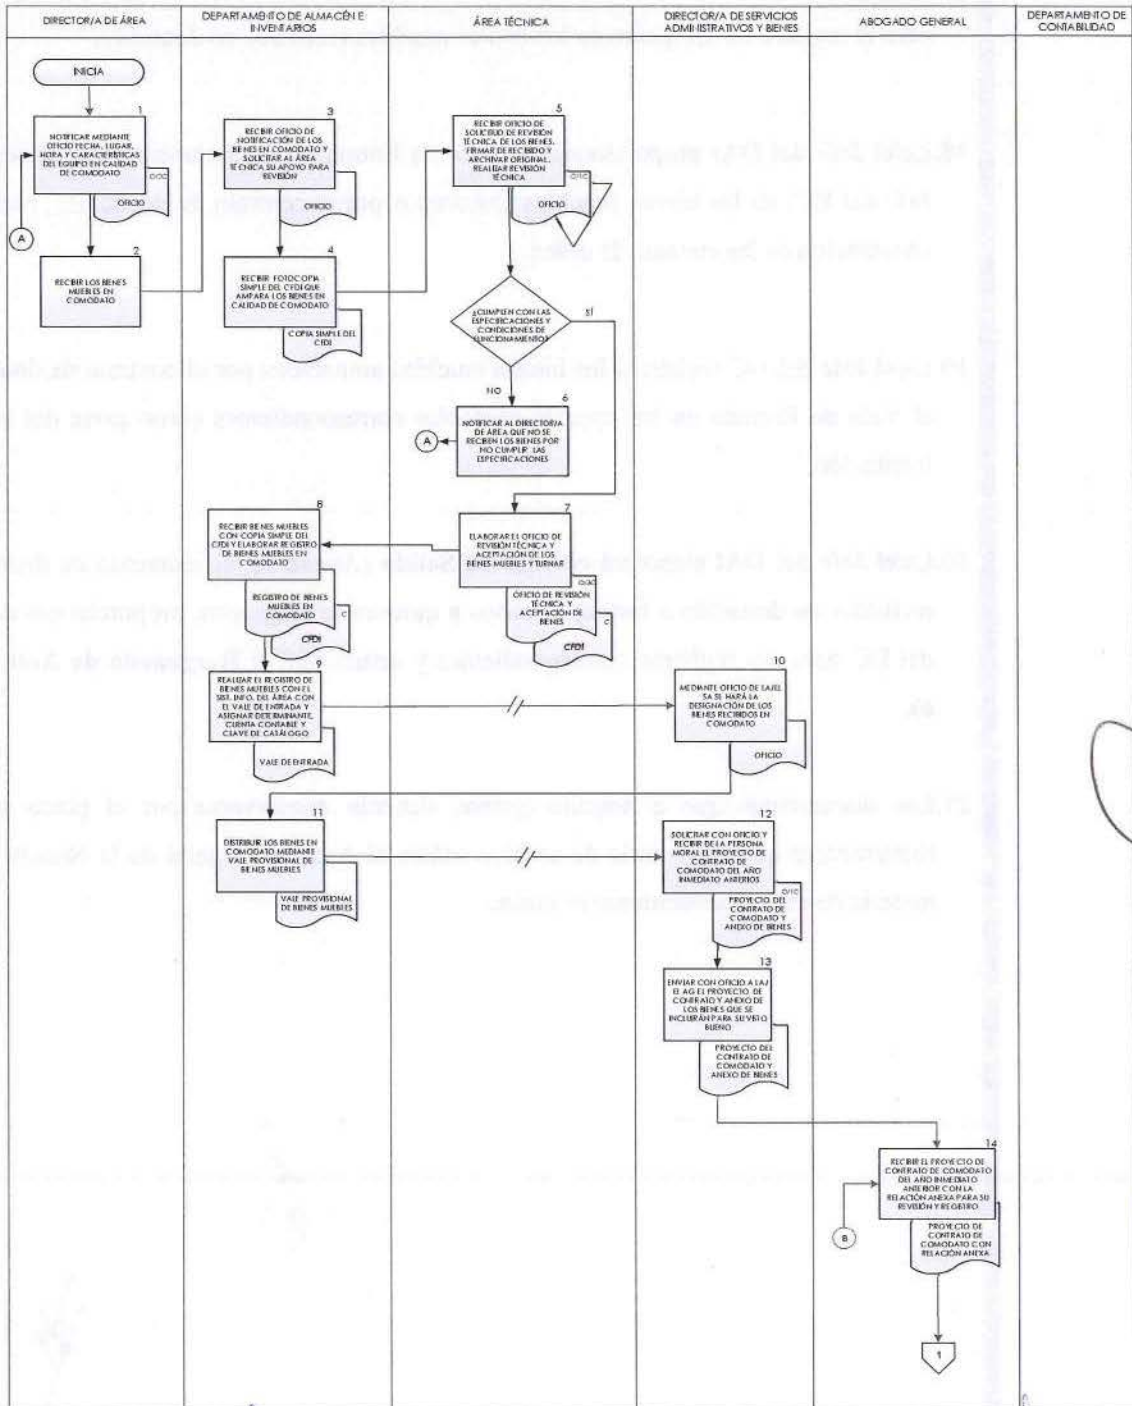 DIRECTOR/A DE ÁREA
DEPARTAMENTO DE ALMACÉN E
INVENTARIOS
ÁREA TÉCNICA
DIRECTOR/A DE SERVICIOS
ADMINISTRATIVOS Y BIENES
ABOGADO GENERAL
DEPARTAMENTO DE
CONTABILIDAD
INICIA
1
NOTIFICAR MEDIANTE
OFICIO FECHA, LUGAR,
HORA Y CARACTERÍSTICAS
DEL EQUIPO EN CALIDAD
DE COMODATO
OFICIO
A
2
RECIBIR LOS BIENES
MUEBLES EN
COMODATO
3
RECIBIR OFICIO DE
NOTIFICACIÓN DE LOS
BIENES EN COMODATO Y
SOLICITAR AL ÁREA
TÉCNICA SU APOYO PARA
REVISIÓN
OFICIO
4
RECIBIR FOTOCOPIA
SIMPLE DEL CFDI QUE
AMPARA LOS BIENES EN
CALIDAD DE COMODATO
COPIA SIMPLE DEL
CFDI
5
RECIBIR OFICIO DE
SOLICITUD DE REVISIÓN
TÉCNICA DE LOS BIENES,
FIRMAR DE RECIBIDO Y
ARCHIVAR ORIGINAL.
REALIZAR REVISIÓN
TÉCNICA
O/1C
OFICIO
¿CUMPLEN CON LAS
ESPECIFICACIONES Y
CONDICIONES DE
FUNCIONAMIENTO?
SÍ
NO
6
NOTIFICAR AL DIRECTOR/A
DE ÁREA QUE NO SE
RECIBEN LOS BIENES POR
NO CUMPLIR LAS
ESPECIFICACIONES
A
7
ELABORAR EL OFICIO DE
REVISIÓN TÉCNICA Y
ACEPTACIÓN DE LOS
BIENES MUEBLES Y TURNAR
OFICIO DE REVISIÓN
TÉCNICA Y
ACEPTACIÓN DE
BIENES
C
CFDI
8
RECIBIR BIENES MUEBLES
CON COPIA SIMPLE DEL
CFDI Y ELABORAR REGISTRO
DE BIENES MUEBLES EN
COMODATO
REGISTRO DE BIENES
MUEBLES EN
COMODATO
C
CFDI
9
REALIZAR EL REGISTRO DE
BIENES MUEBLES CON EL
SIST. INFO. DEL ÁREA CON
EL VALE DE ENTRADA Y
ASIGNAR DETERMINANTE,
CUENTA CONTABLE Y
CLAVE DE CATÁLOGO
VALE DE ENTRADA
10
MEDIANTE OFICIO DE LA/EL
SA SE HARÁ LA
DESIGNACIÓN DE LOS
BIENES RECIBIDOS EN
COMODATO
OFICIO
11
DISTRIBUIR LOS BIENES EN
COMODATO MEDIANTE
VALE PROVISIONAL DE
BIENES MUEBLES
VALE PROVISIONAL
DE BIENES MUEBLES
12
SOLICITAR CON OFICIO Y
RECIBIR DE LA PERSONA
MORAL EL PROYECTO DE
CONTRATO DE
COMODATO DEL AÑO
INMEDIATO ANTERIOR
O/1C
PROYECTO DEL
CONTRATO DE
COMODATO Y
ANEXO DE BIENES
13
ENVIAR CON OFICIO A LA/
EL AG EL PROYECTO DE
CONTRATO Y ANEXO DE
LOS BIENES QUE SE
INCLUIRÁN PARA SU VISTO
BUENO
PROYECTO DEL
CONTRATO DE
COMODATO
Y ANEXO DE BIENES
14
RECIBIR EL PROYECTO DE
CONTRATO DE COMODATO
DEL AÑO INMEDIATO
ANTERIOR CON LA
RELACIÓN ANEXA PARA SU
REVISIÓN Y REGISTRO
PROYECTO DE
CONTRATO DE
COMODATO CON
RELACIÓN ANEXA
B
1